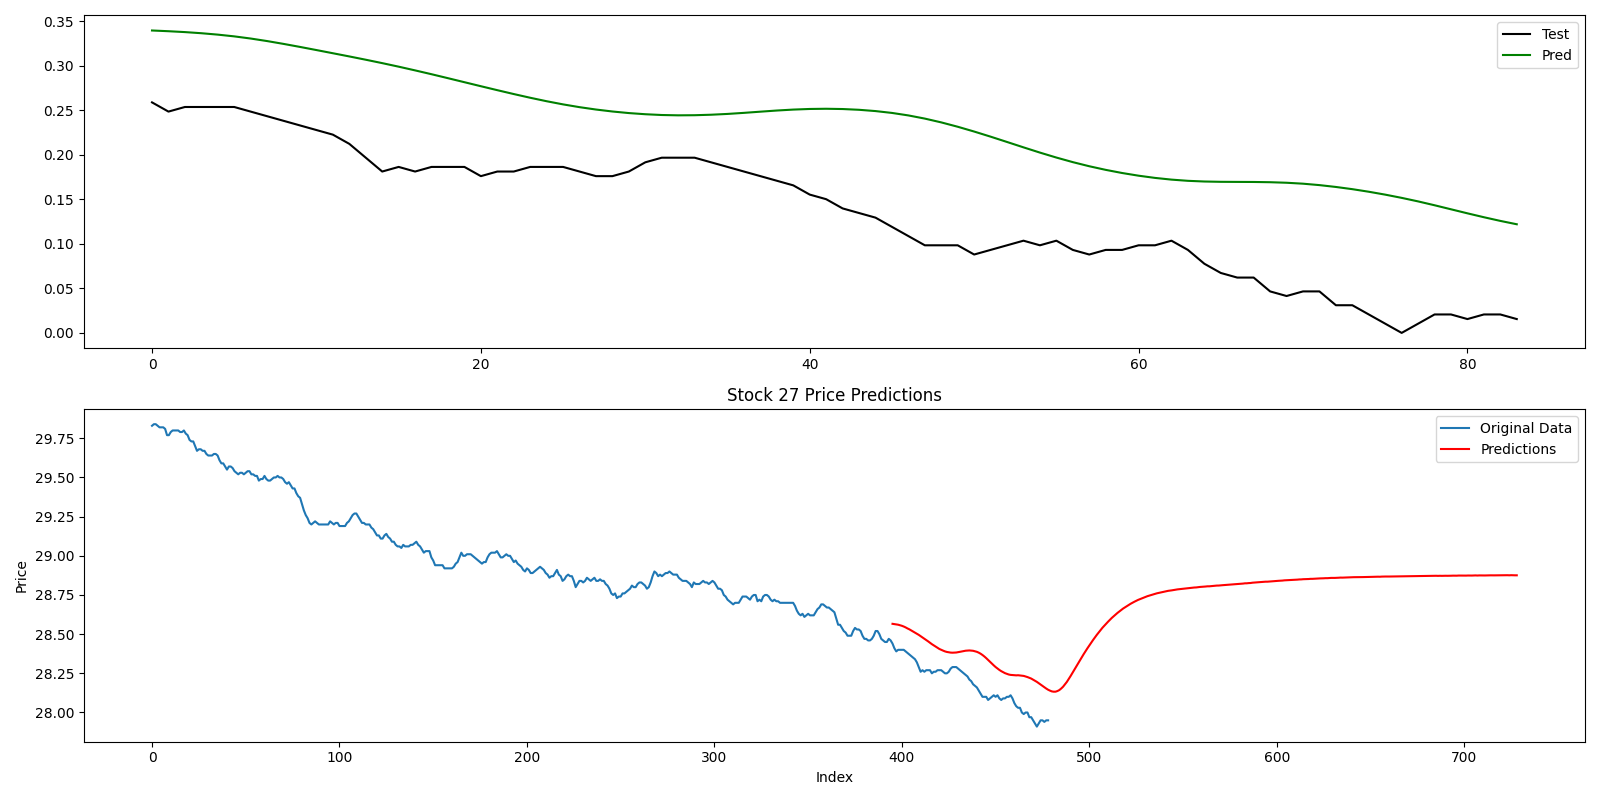 0.35
0.30
0.25
0.20
0.15
0.10
0.05
0.00
Test
Pred
0 20 40 60 80
Stock 27 Price Predictions
29.75
29.50
29.25
29.00
28.75
28.50
28.25
28.00
Price
Original Data
Predictions
0 100 200 300 400 500 600 700
Index